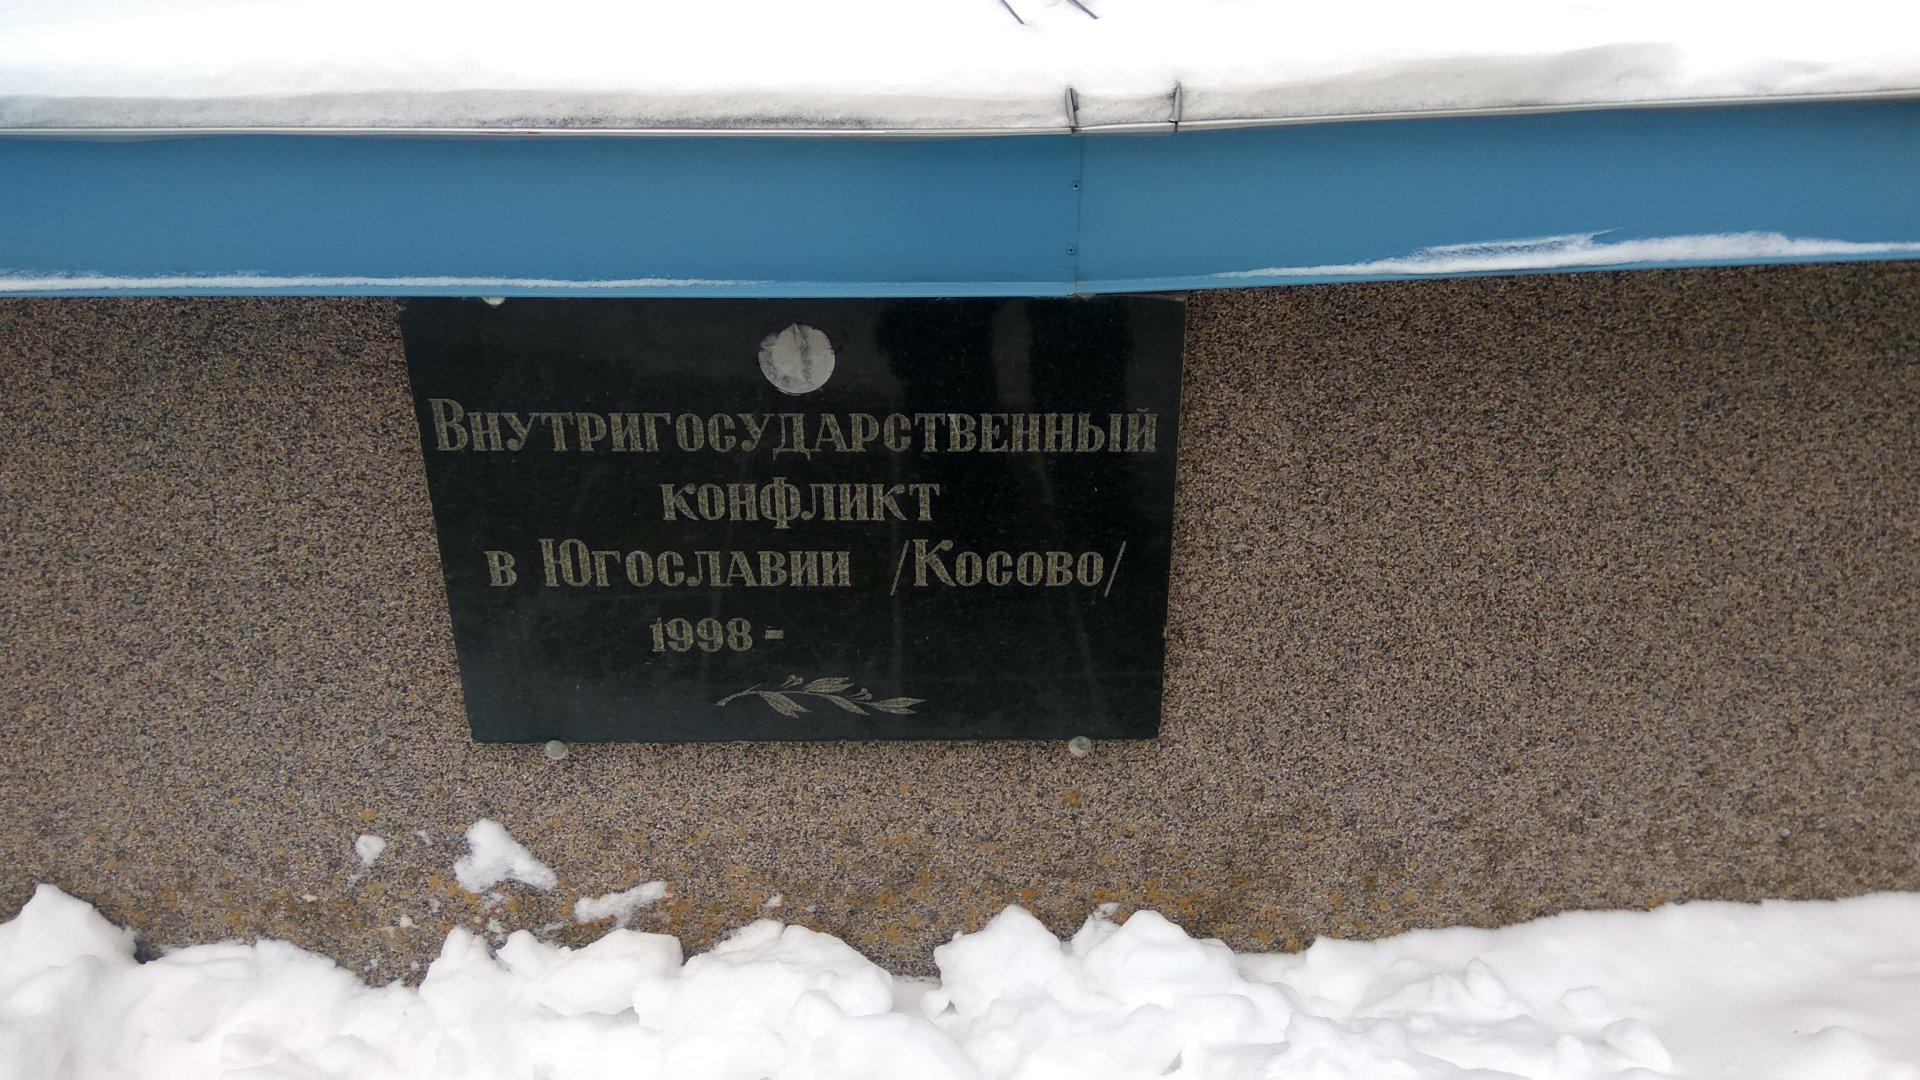 Внутригосударственный
конфликт
в Югославии /Косово/
1998-